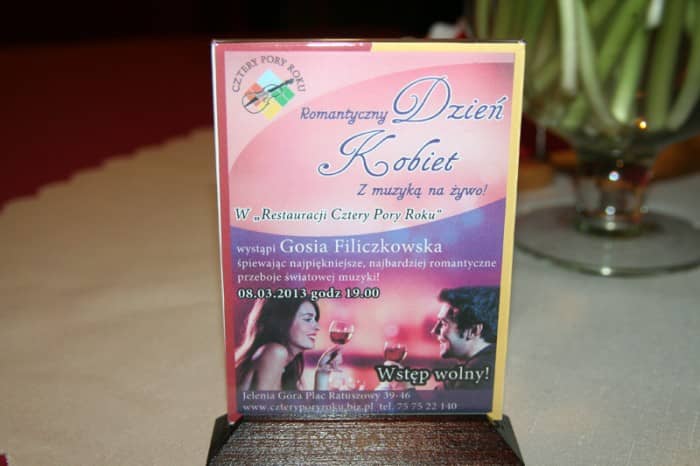 CZTERY PORY ROKU
Romantyczny Dzień
Kobiet
Z muzyką na żywo!
W „Restauracji Cztery Pory Roku"
wystąpi Gosia Filiczkowska
śpiewając najpiękniejsze, najbardziej romantyczne
przeboje światowej muzyki!
08.03.2013 godz 19.00
Wstęp wolny!
Jelenia Góra Plac Ratuszowy 39-46
www.czteryporyroku.biz.pl tel. 75 75 22 140